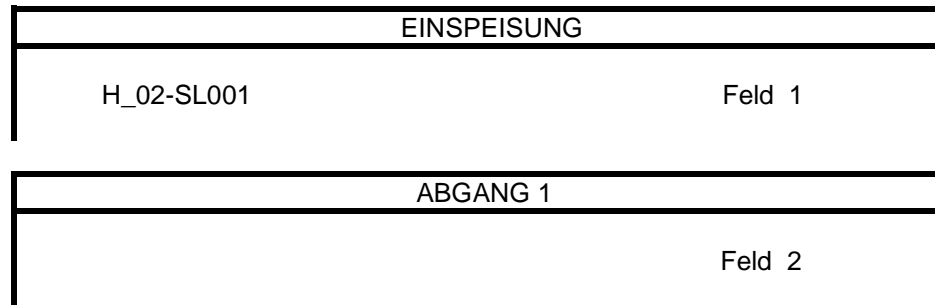 EINSPEISUNG
H_02-SL001 Feld 1
ABGANG 1
Feld 2